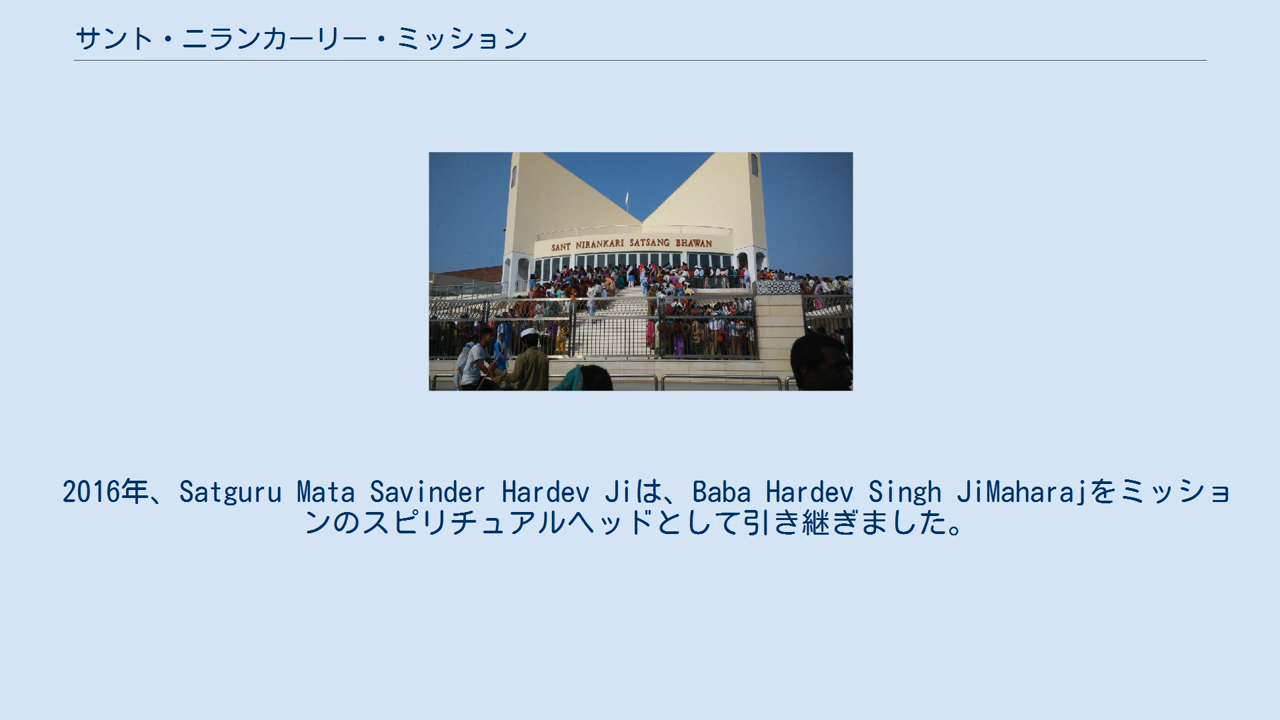 サント・ニランカーリー・ミッション
SANT NIRANKARI SATSANG BHAWAN
2016年、Satguru Mata Savinder Hardev Jiは、Baba Hardev Singh JiMaharajをミッショ
ンのスピリチュアルヘッドとして引き継ぎました。